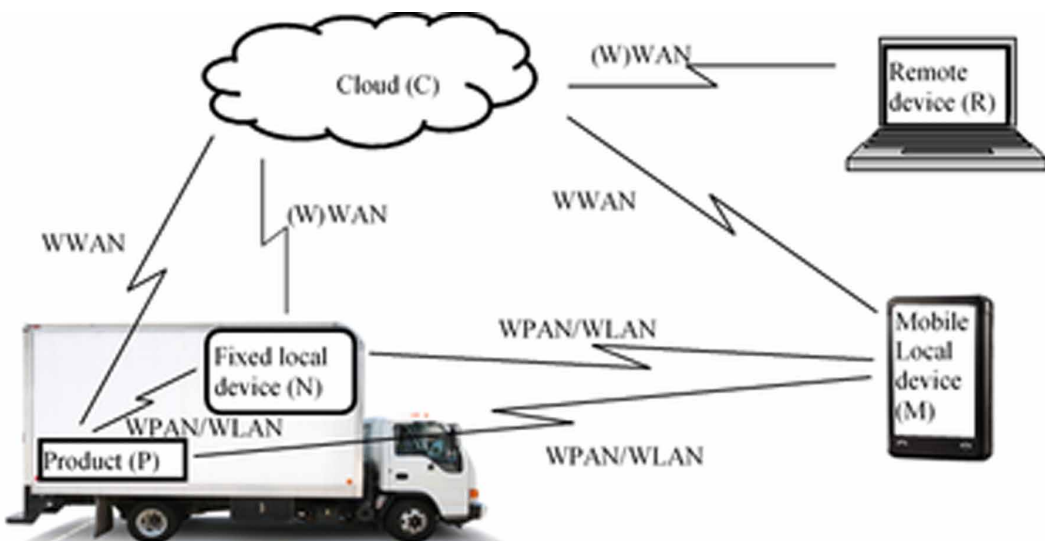 Cloud (C)
(W)WAN
Remote
device (R)
WWAN
(W)WAN
WWAN
Fixed local
device (N)
WPAN/WLAN
Mobile
Local
device
(M)
WPAN/WLAN
Product (P)
WPAN/WLAN